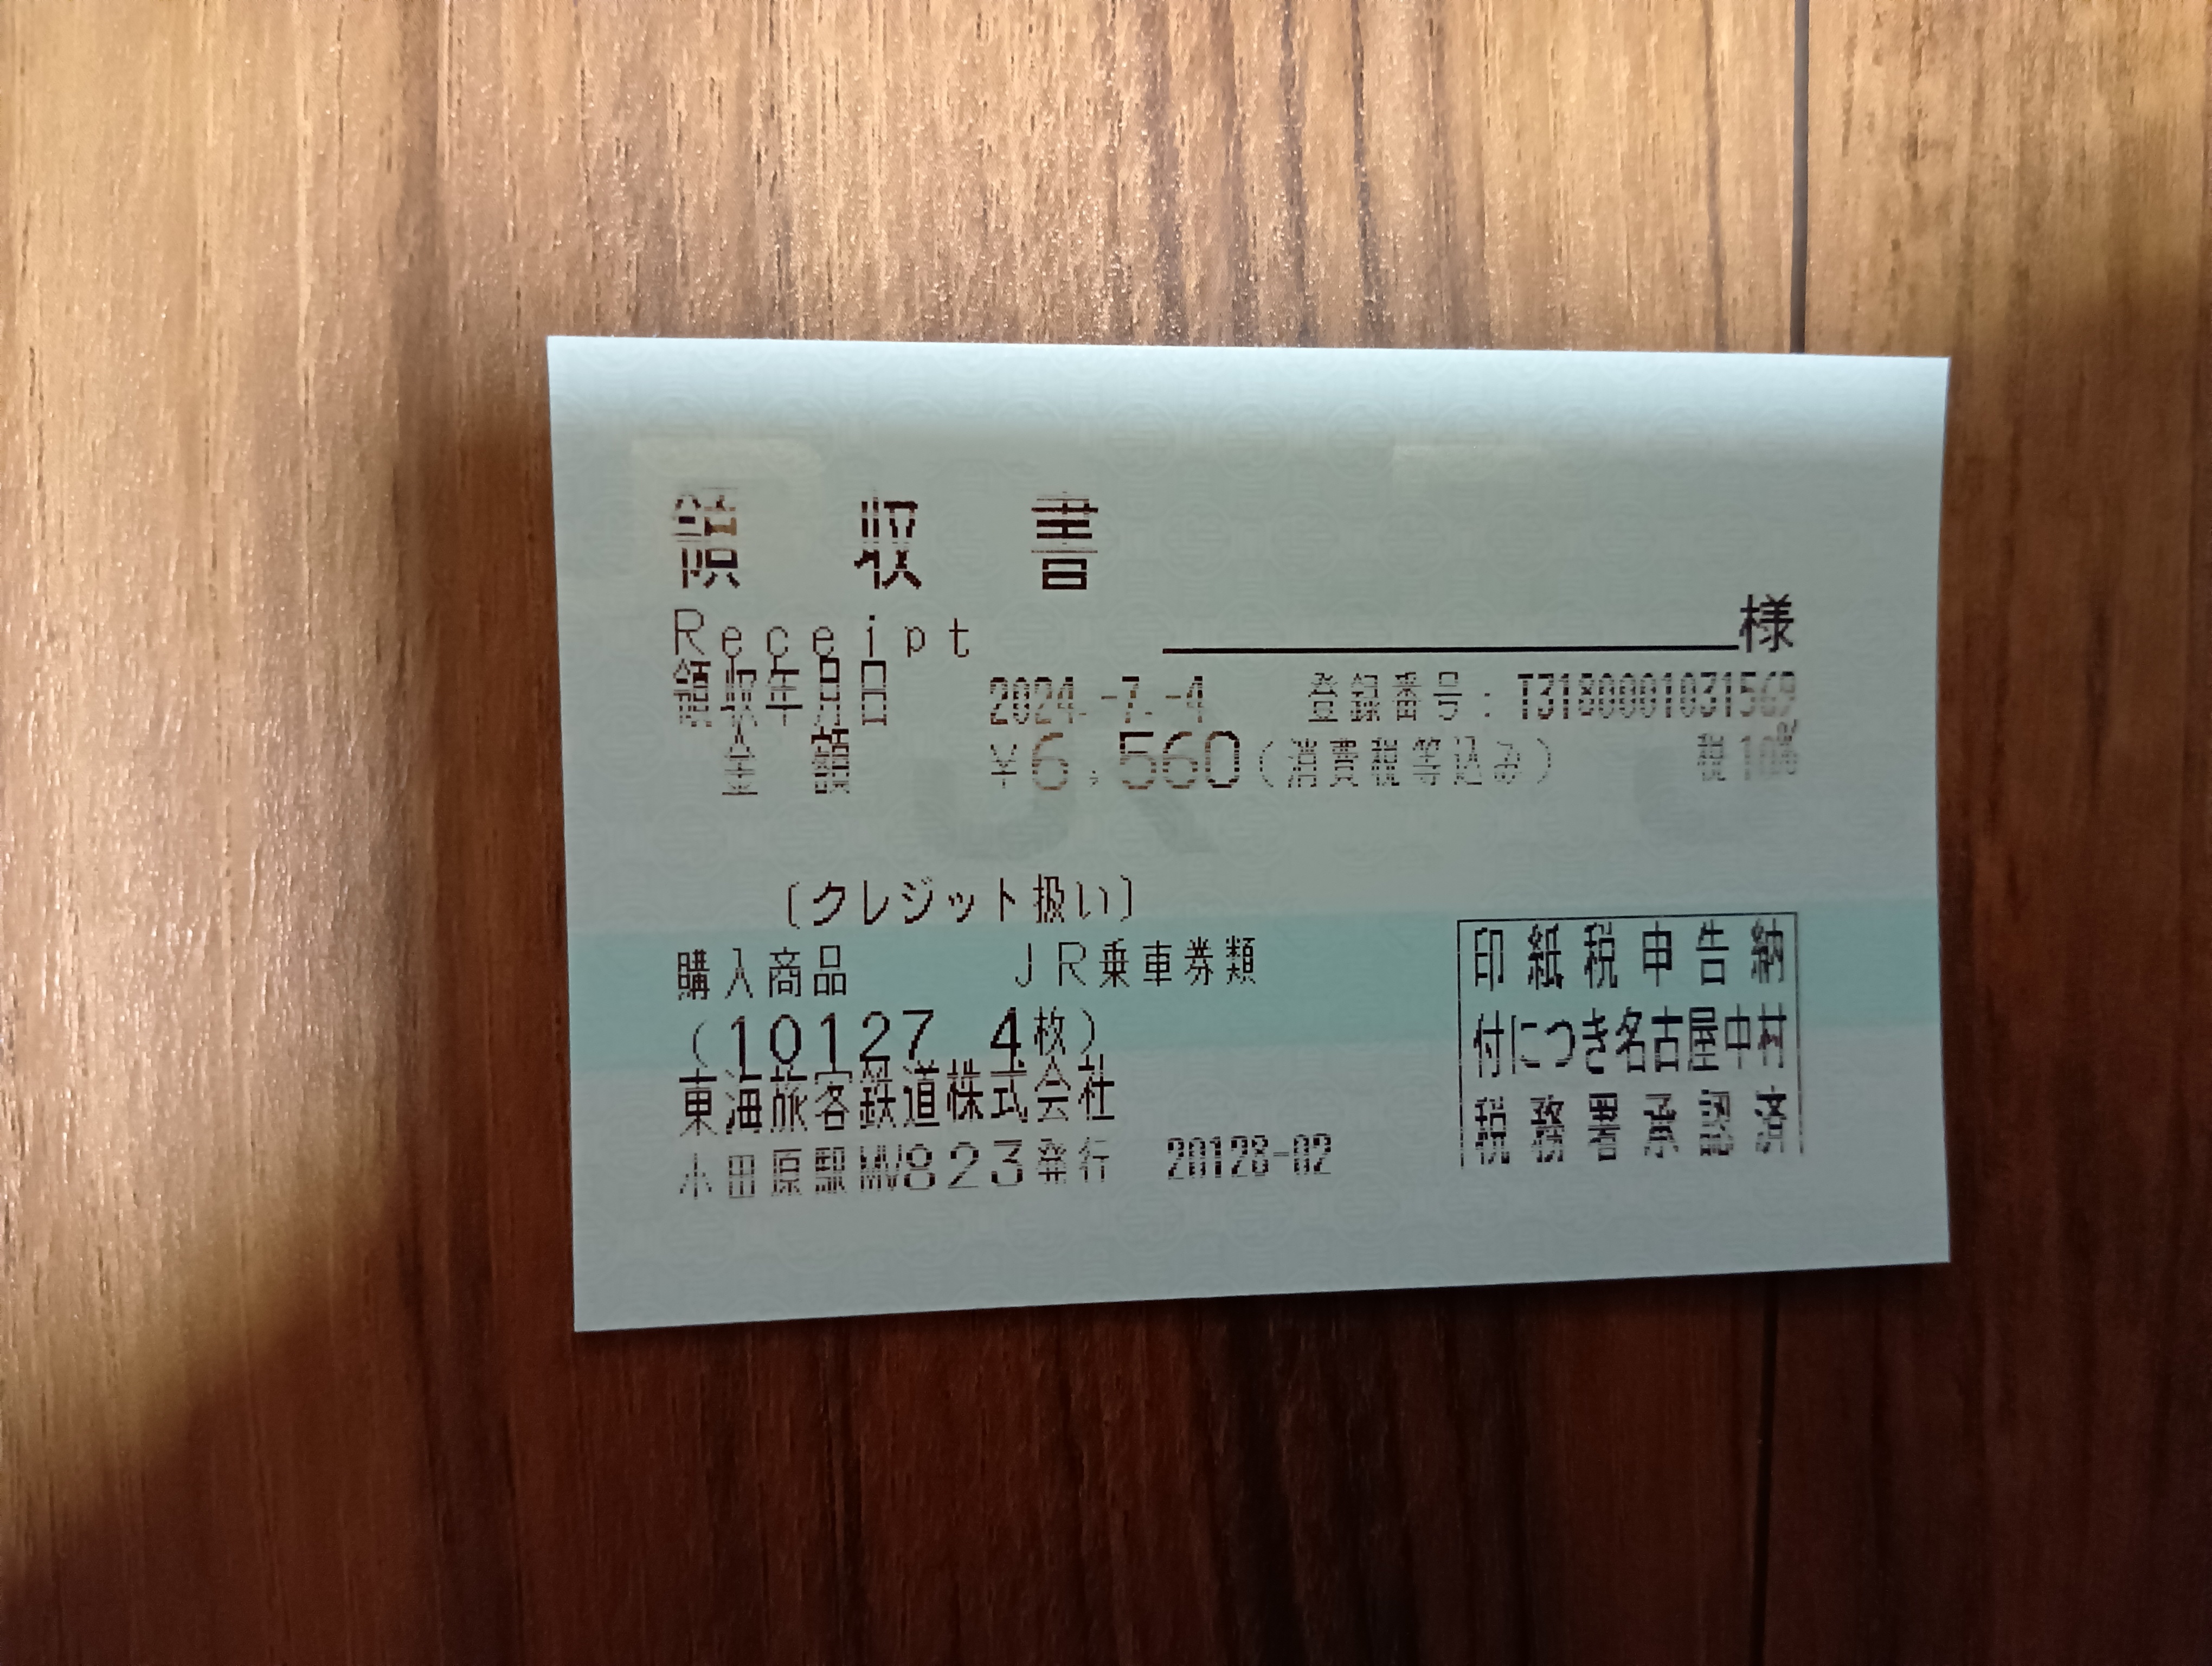 領収書
Receipt
様
領収年月日 2024.-7.-4 登録番号：T3180001031569
金額 ¥6,560(消費税等込み) 税10%
JR
〔クレジット扱い〕
購入商品 JR乗車券類
(10127 4枚)
東海旅客鉄道株式会社
小田原駅MV823発行 20128-02
印紙税申告納
付につき名古屋中村
税務署承認済